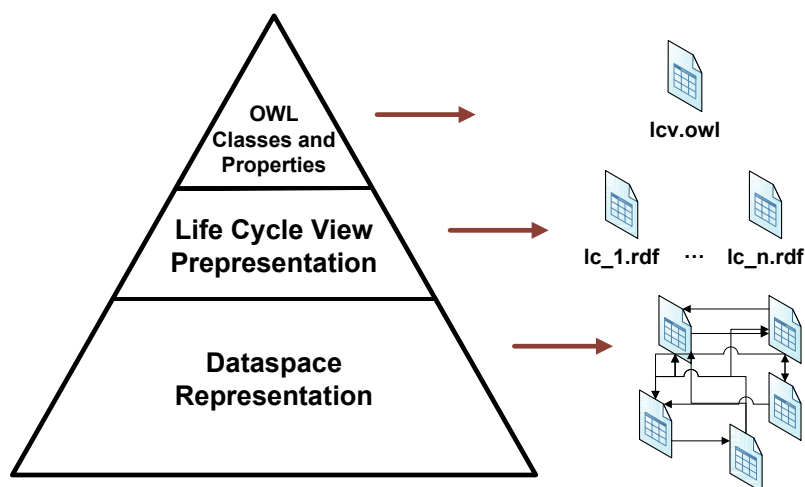 OWL
Classes and
Properties
lcv.owl
Life Cycle View
Prepresentation
lc_1.rdf ... lc_n.rdf
Dataspace
Representation